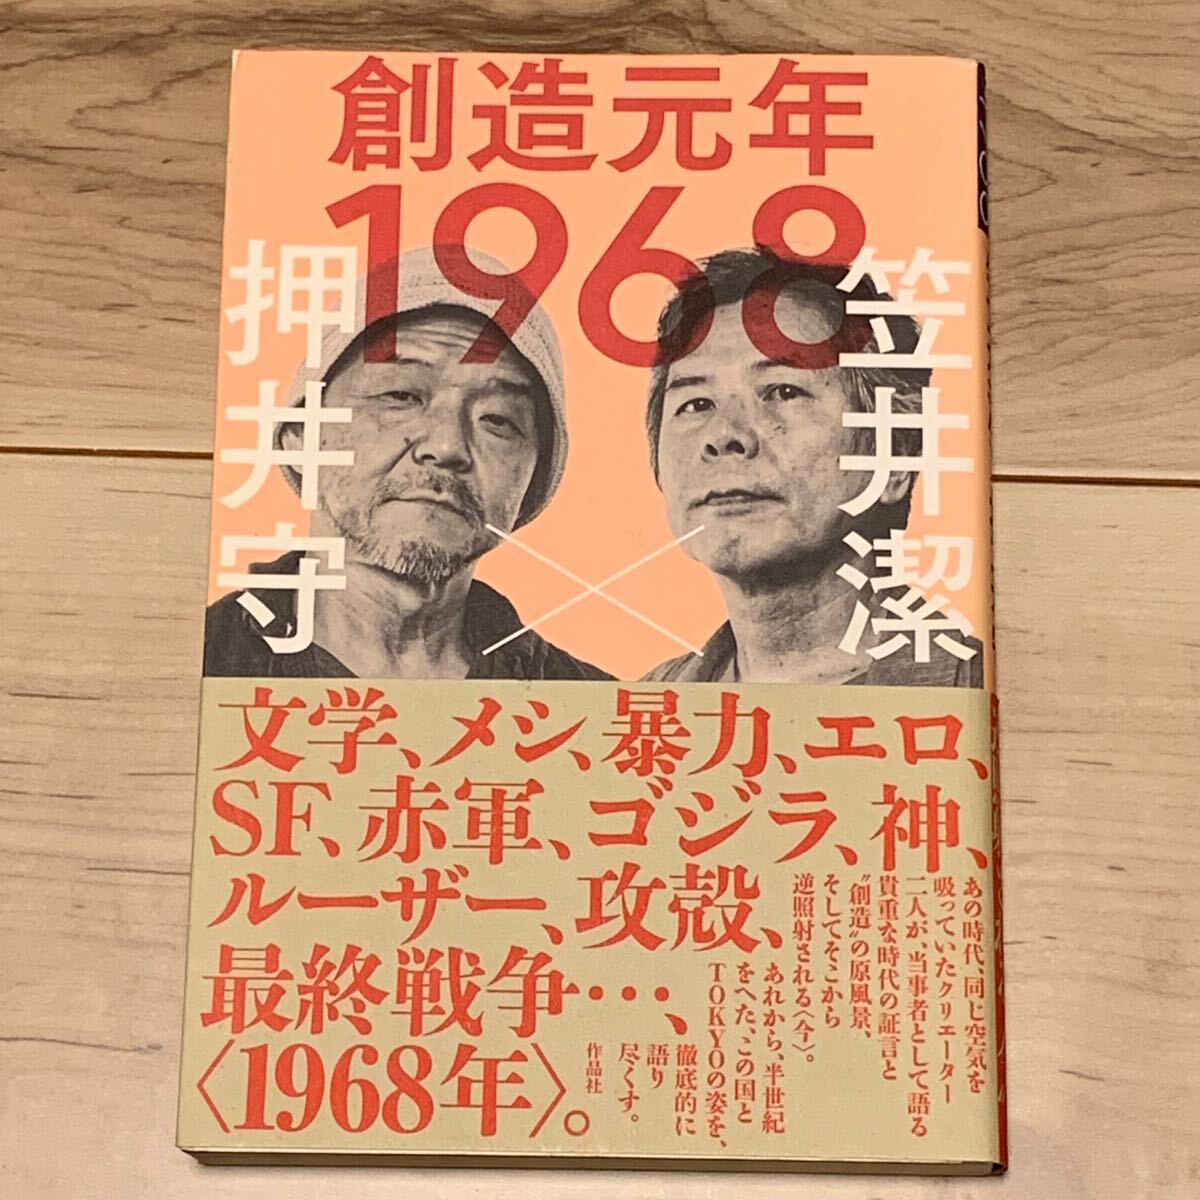 創造元年
1968
笠井潔
×
押井守
文学、メシ、暴力、エロ、
SF、赤軍、ゴジラ、神、
ルーザー、攻殻、
最終戦争…、
〈1968年〉。
あの時代、同じ空気を
吸っていたクリエーター
二人が、当事者として語る
貴重な時代の証言と
“創造”の原風景、
そしてそこから
逆照射される〈今〉。
あれから、半世紀
をへた、この国と
TOKYOの姿を、
徹底的に
語り
尽くす。
作品社